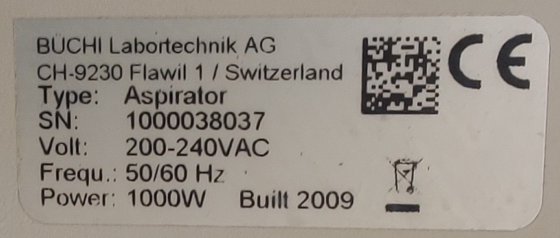 BÜCHI Labortechnik AG
CH-9230 Flawil 1 / Switzerland
Type: Aspirator
SN: 1000038037
Volt: 200-240VAC
Frequ.: 50/60 Hz
Power: 1000W Built 2009
CE